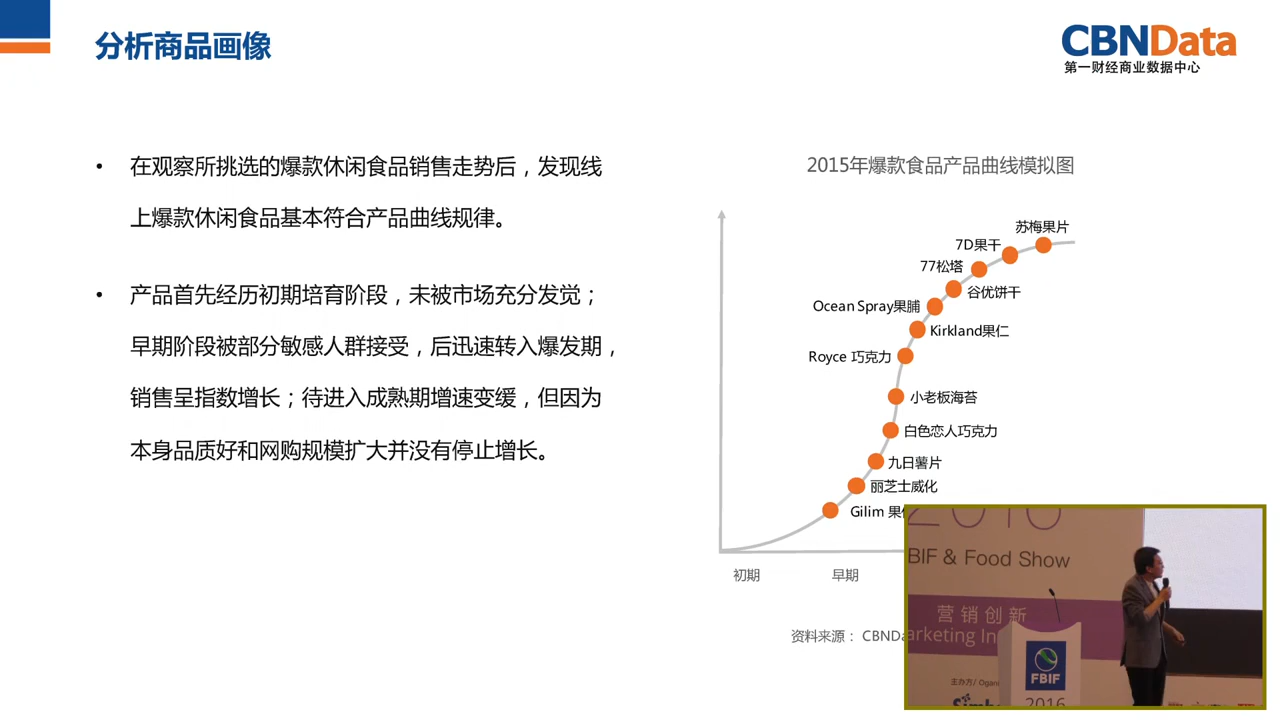 分析商品画像
CBNData
第一财经商业数据中心
• 在观察所挑选的爆款休闲食品销售走势后，发现线
上爆款休闲食品基本符合产品曲线规律。
• 产品首先经历初期培育阶段，未被市场充分发觉；
早期阶段被部分敏感人群接受，后迅速转入爆发期，
销售呈指数增长；待进入成熟期增速变缓，但因为
本身品质好和网购规模扩大并没有停止增长。
2015年爆款食品产品曲线模拟图
苏梅果片
7D果干
77松塔
谷优饼干
Ocean Spray果脯
Kirkland果仁
Royce 巧克力
小老板海苔
白色恋人巧克力
九日薯片
丽芝士威化
Gilim 果
初期 早期
资料来源： CBNDa
2016
BIF & Food Show
营销创新
arketing In
FBIF
主办方/ Organi
Simb
2016